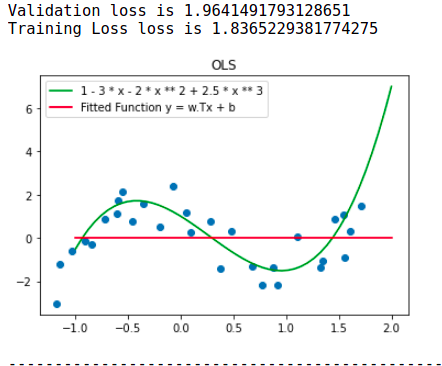 Validation loss is 1.9641491793128651
Training Loss loss is 1.8365229381774275
OLS
1 - 3 * x - 2 * x ** 2 + 2.5 * x ** 3
Fitted Function y = w.Tx + b
6
4
2
0
−2
−1.0 −0.5 0.0 0.5 1.0 1.5 2.0
------------------------------------------------